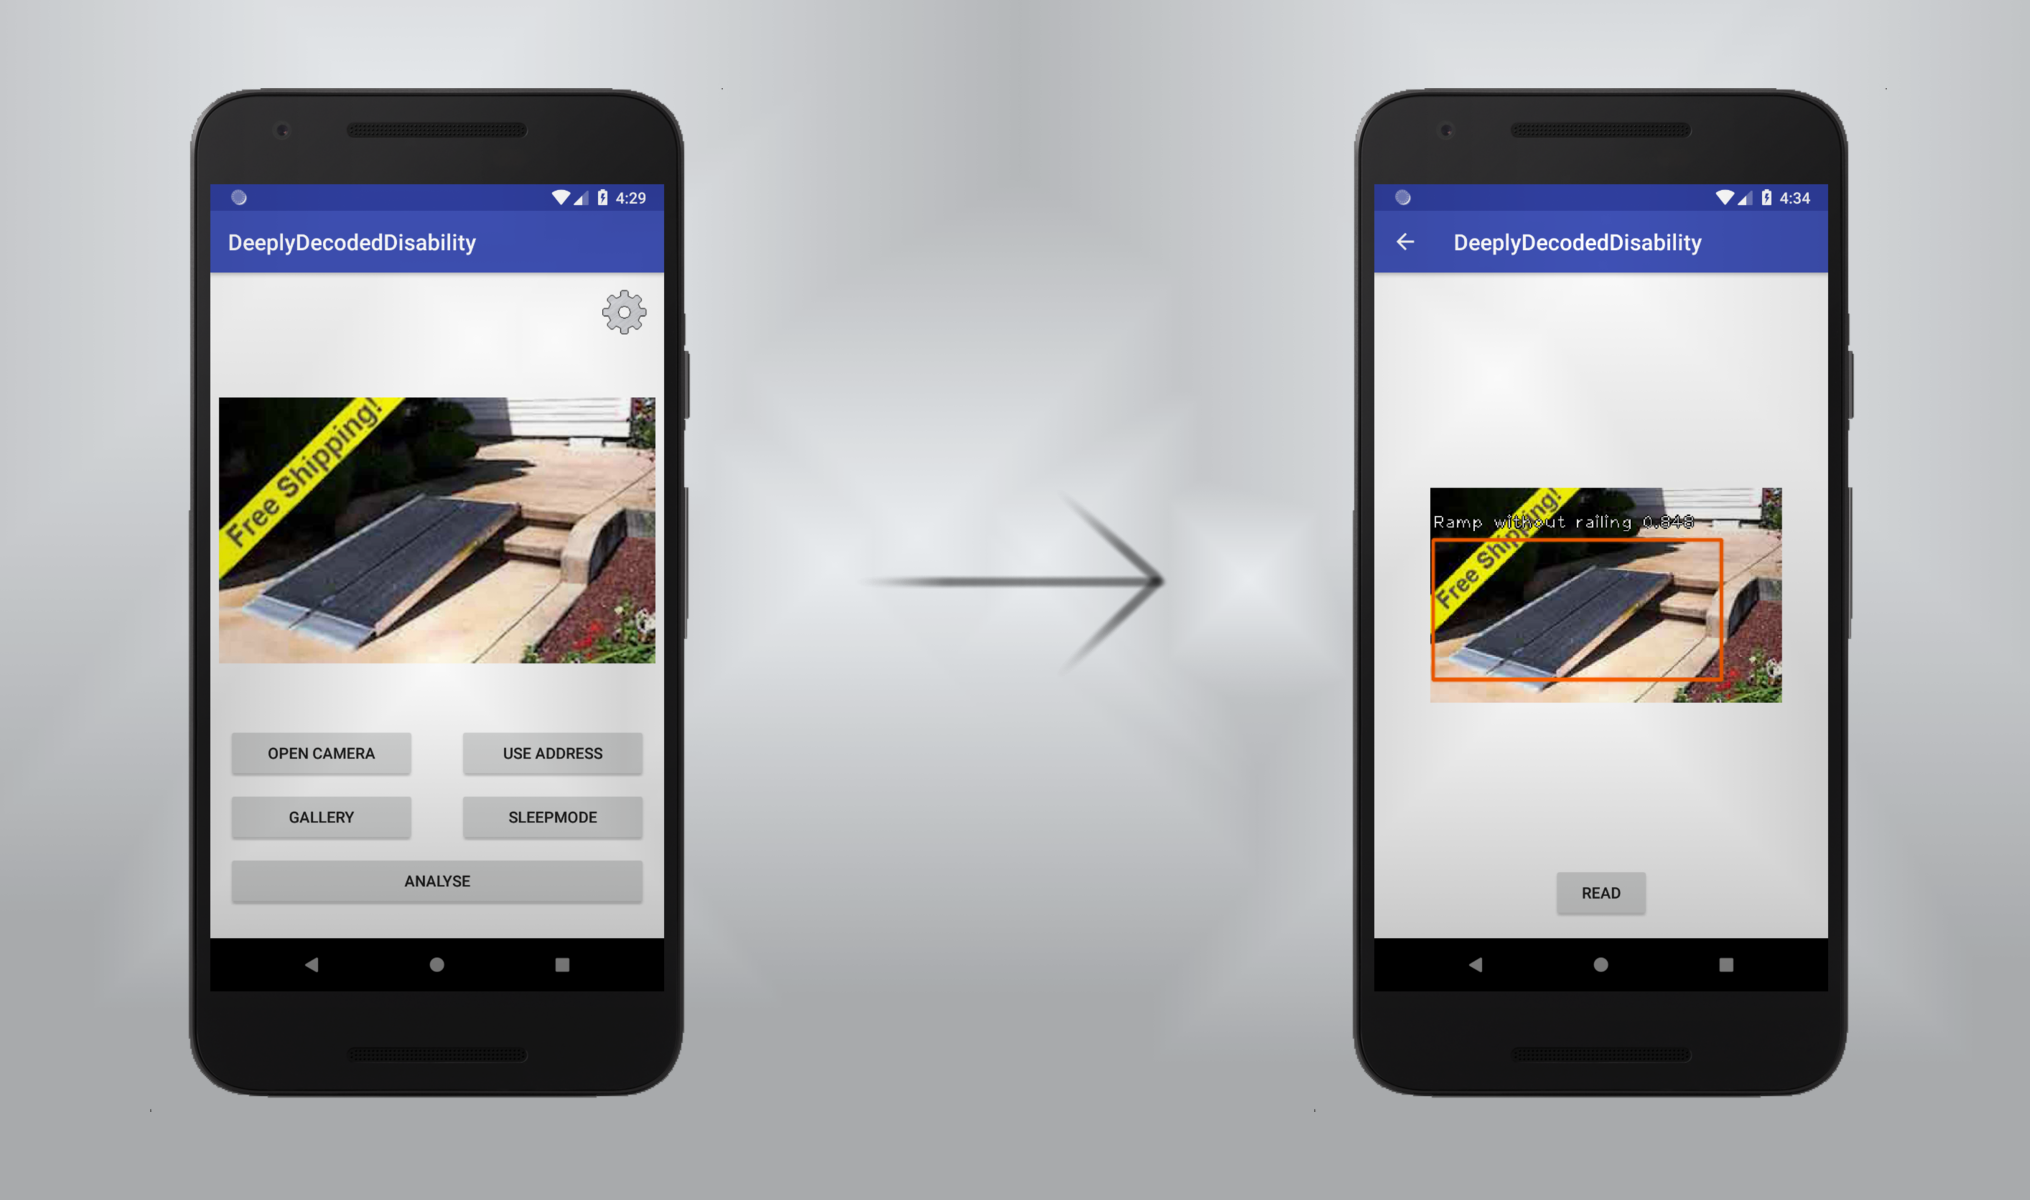 4:29
DeeplyDecodedDisability
Free Shipping!
OPEN CAMERA
USE ADDRESS
GALLERY
SLEEPMODE
ANALYSE
4:34
DeeplyDecodedDisability
Ramp without railing 0.848
Free Shipping!
READ